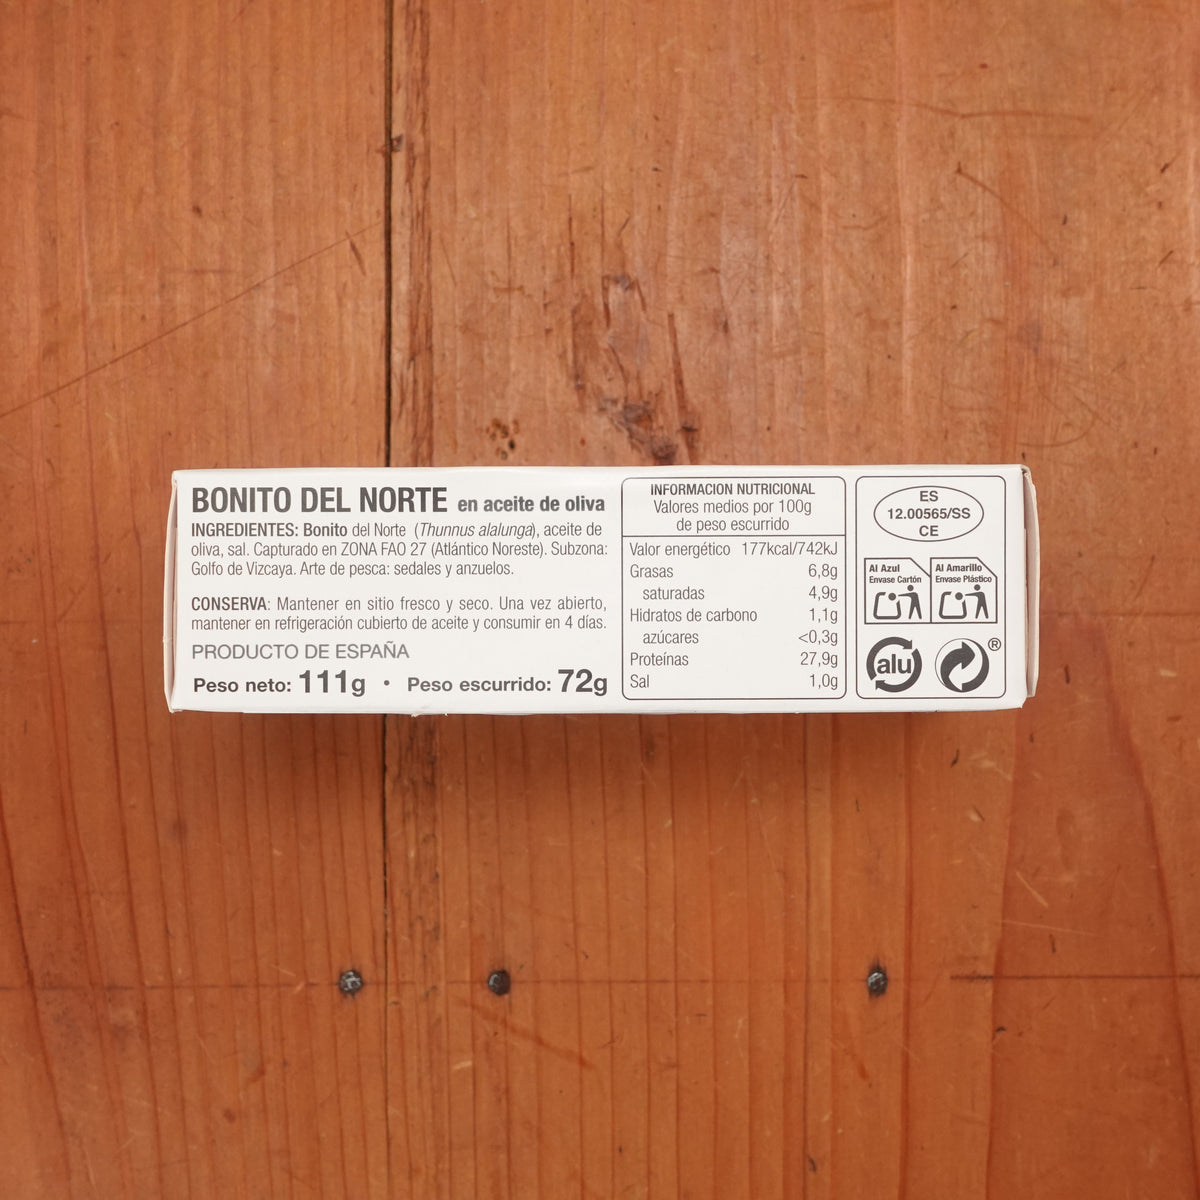 BONITO DEL NORTE en aceite de oliva
INGREDIENTES: Bonito del Norte (Thunnus alalunga), aceite de
oliva, sal. Capturado en ZONA FAO 27 (Atlántico Noreste). Subzona:
Golfo de Vizcaya. Arte de pesca: sedales y anzuelos.
CONSERVA: Mantener en sitio fresco y seco. Una vez abierto,
mantener en refrigeración cubierto de aceite y consumir en 4 días.
PRODUCTO DE ESPAÑA
Peso neto: 111g • Peso escurrido: 72g
INFORMACION NUTRICIONAL
Valores medios por 100g
de peso escurrido
Valor energético 177kcal/742kJ
Grasas 6,8g
saturadas 4,9g
Hidratos de carbono 1,1g
azúcares <0,3g
Proteínas 27,9g
Sal 1,0g
ES
12.00565/SS
CE
Al Azul
Envase Cartón
Al Amarillo
Envase Plástico
alu
®